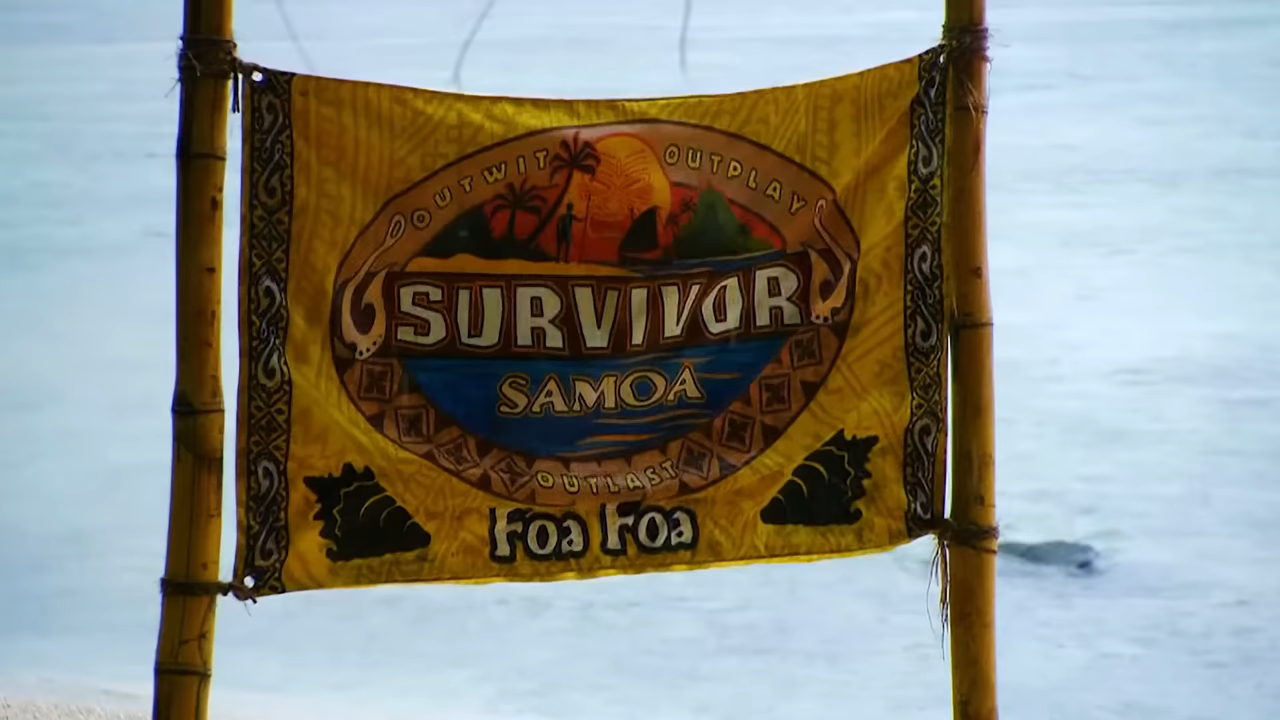 OUTWIT OUTPLAY
SURVIVOR
SAMOA
OUTLAST
Foa Foa